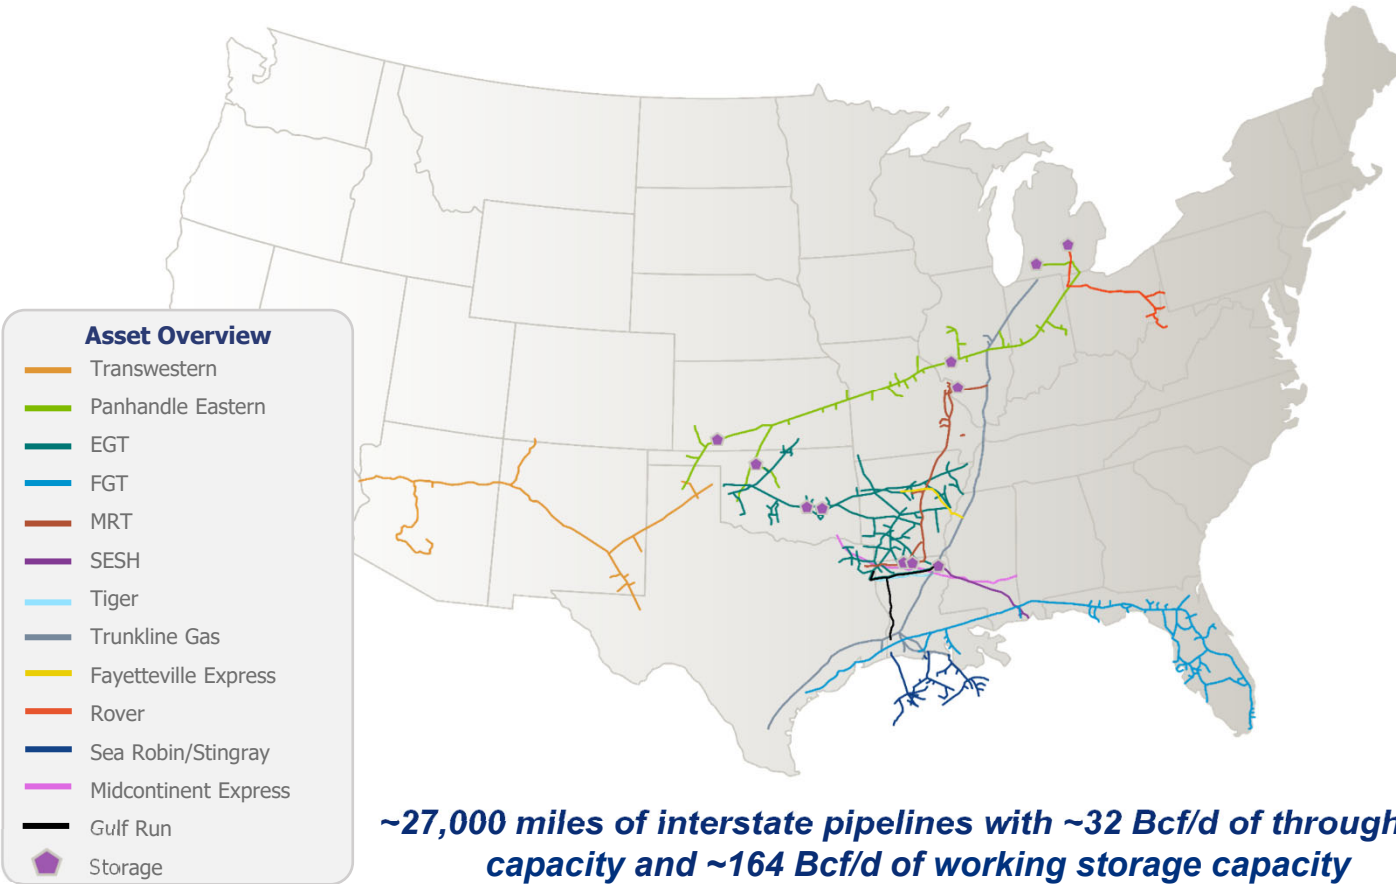 Asset Overview
Transwestern
Panhandle Eastern
EGT
FGT
MRT
SESH
Tiger
Trunkline Gas
Fayetteville Express
Rover
Sea Robin/Stingray
Midcontinent Express
Gulf Run
Storage
~27,000 miles of interstate pipelines with ~32 Bcf/d of through
capacity and ~164 Bcf/d of working storage capacity